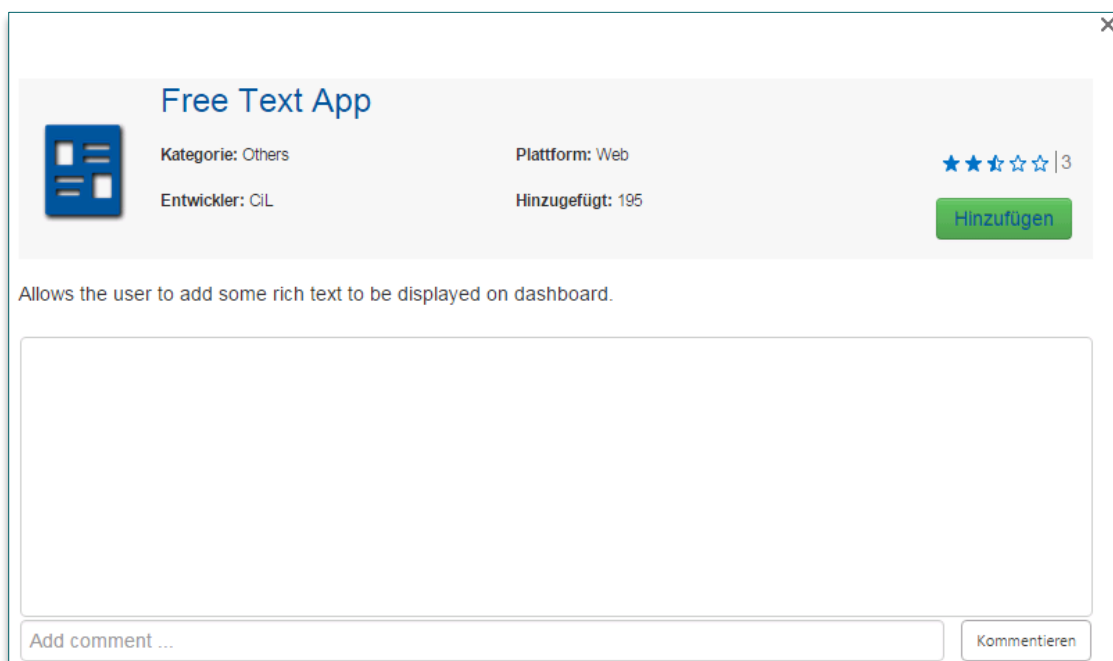 Free Text App
Kategorie: Others Plattform: Web
3
Entwickler: CiL Hinzugefügt: 195
Hinzufügen
Allows the user to add some rich text to be displayed on dashboard.
Add comment ... Kommentieren